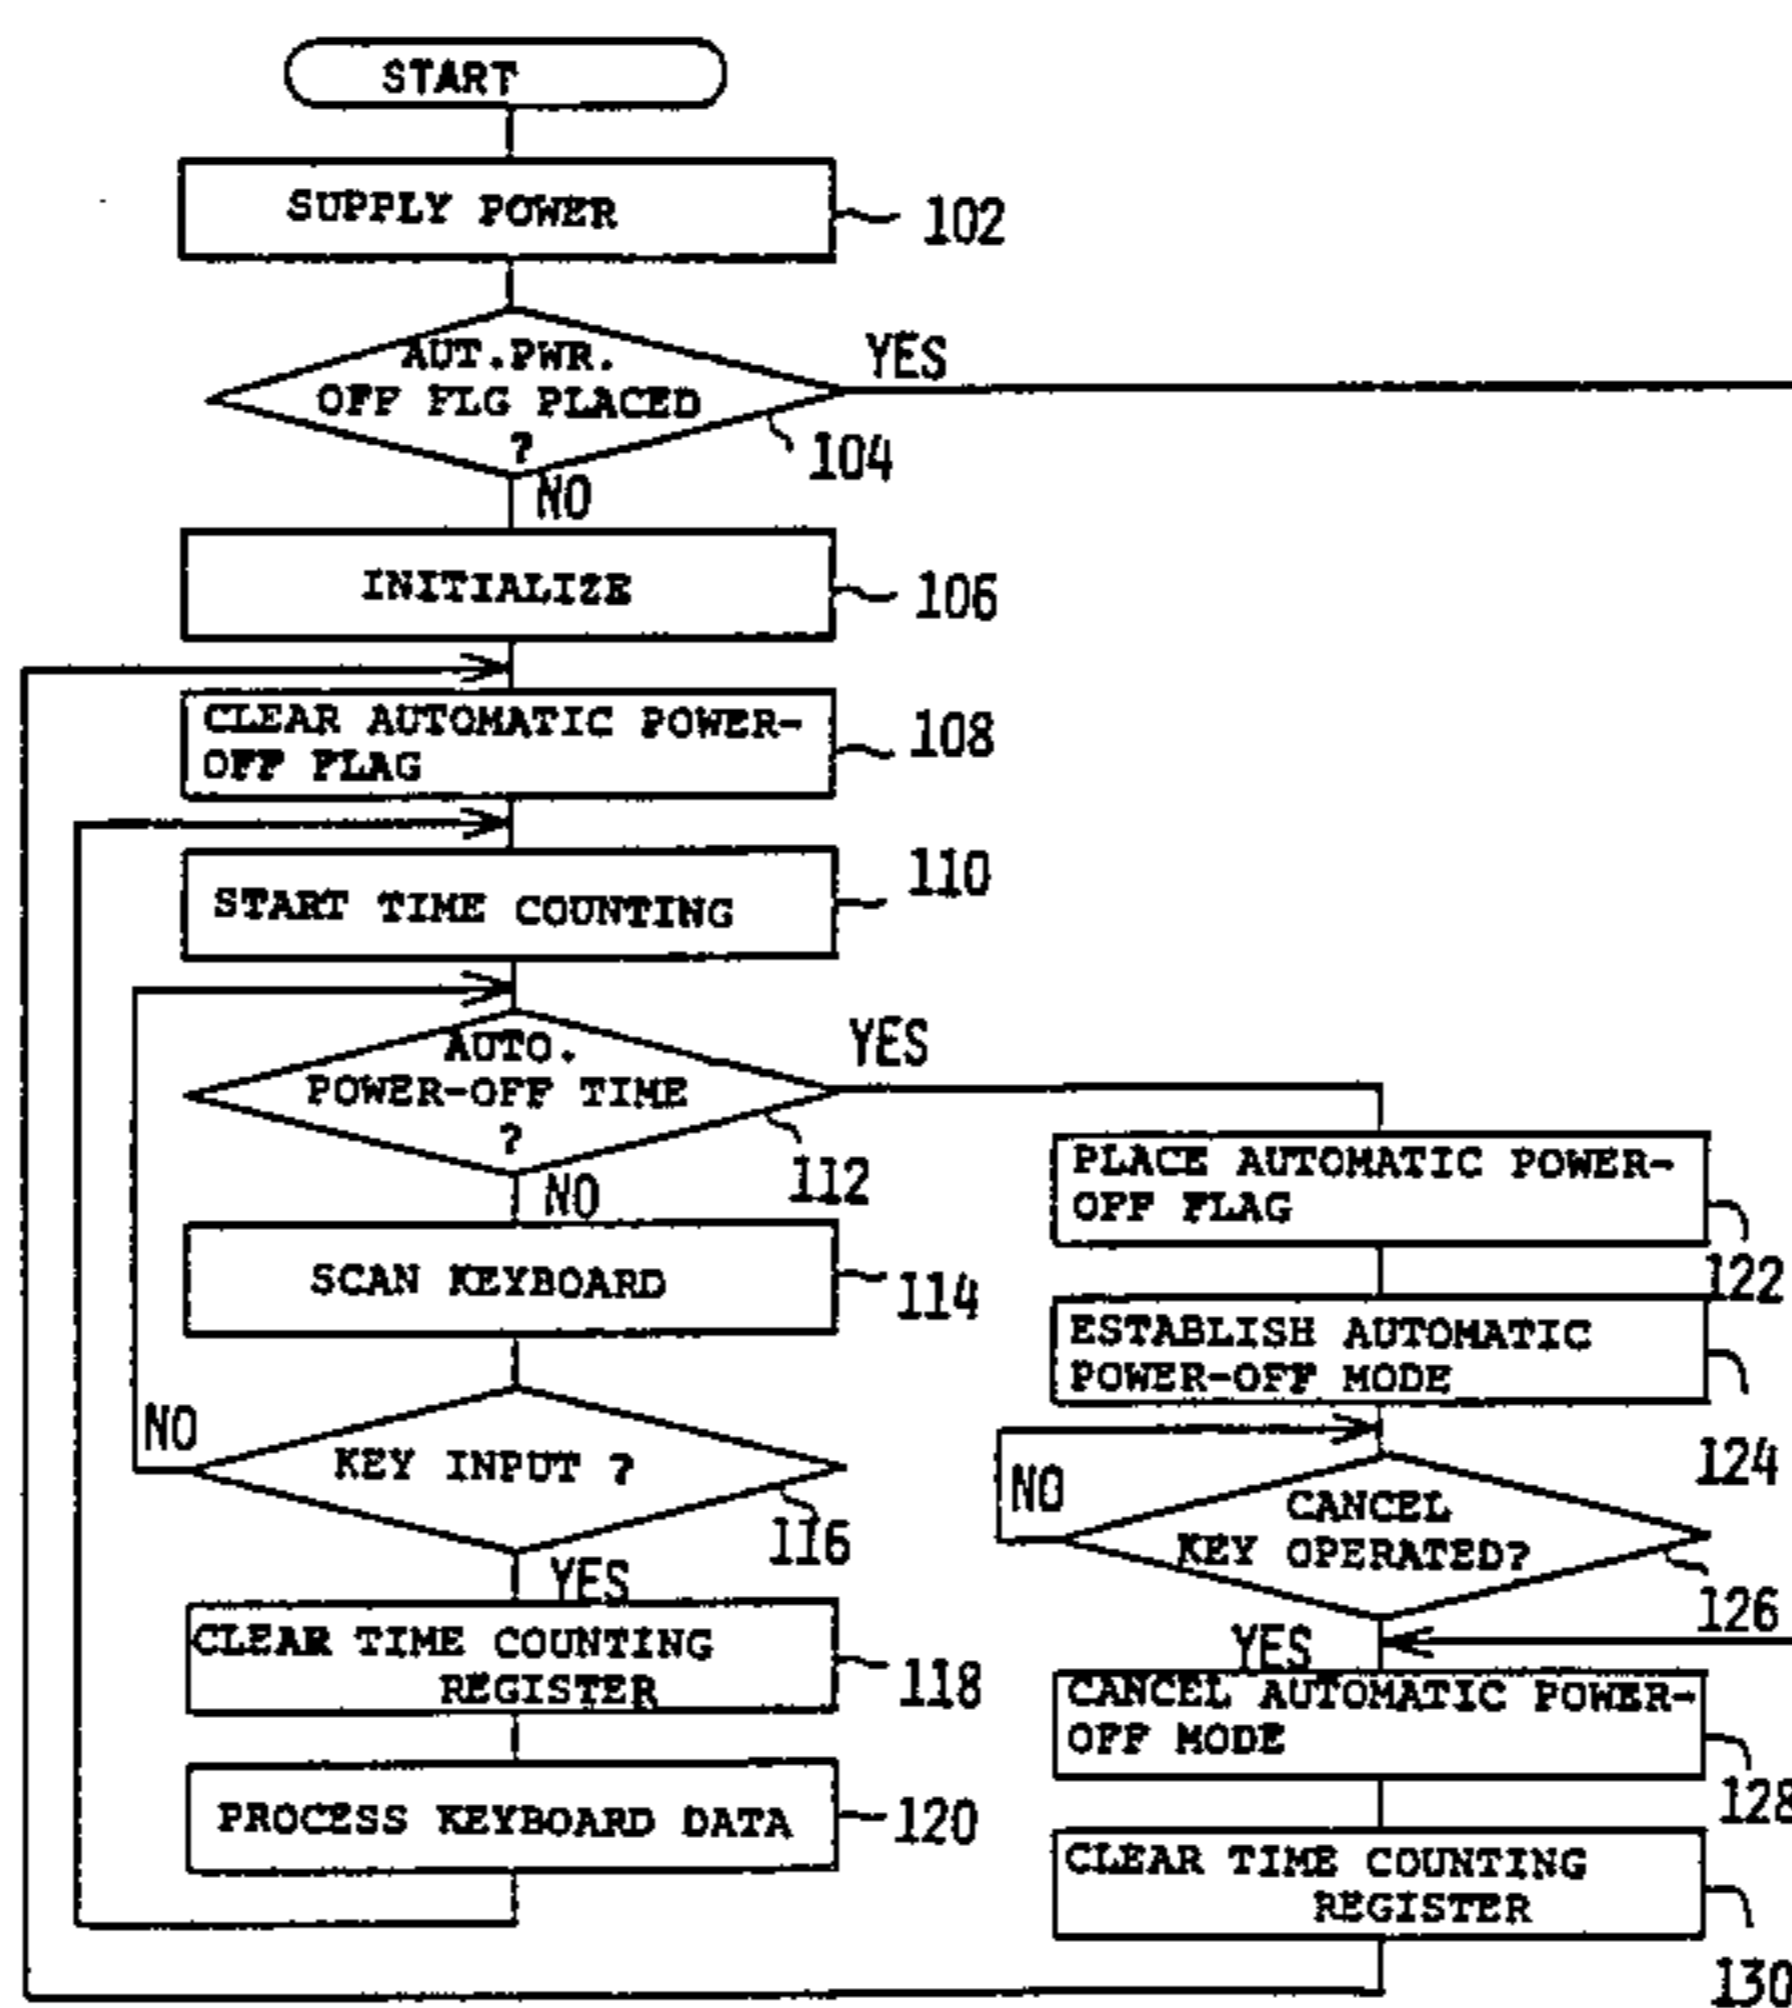 START
SUPPLY POWER
102
AUT.PWR.
OFF FLG PLACED
?
YES
104
NO
INITIALIZE
106
CLEAR AUTOMATIC POWER-
OFF FLAG
108
START TIME COUNTING
110
AUTO.
POWER-OFF TIME
?
YES
112
NO
SCAN KEYBOARD
114
KEY INPUT ?
NO
116
YES
CLEAR TIME COUNTING
REGISTER
118
PROCESS KEYBOARD DATA
120
PLACE AUTOMATIC POWER-
OFF FLAG
122
ESTABLISH AUTOMATIC
POWER-OFF MODE
124
CANCEL
KEY OPERATED?
NO
126
YES
CANCEL AUTOMATIC POWER-
OFF MODE
128
CLEAR TIME COUNTING
REGISTER
130